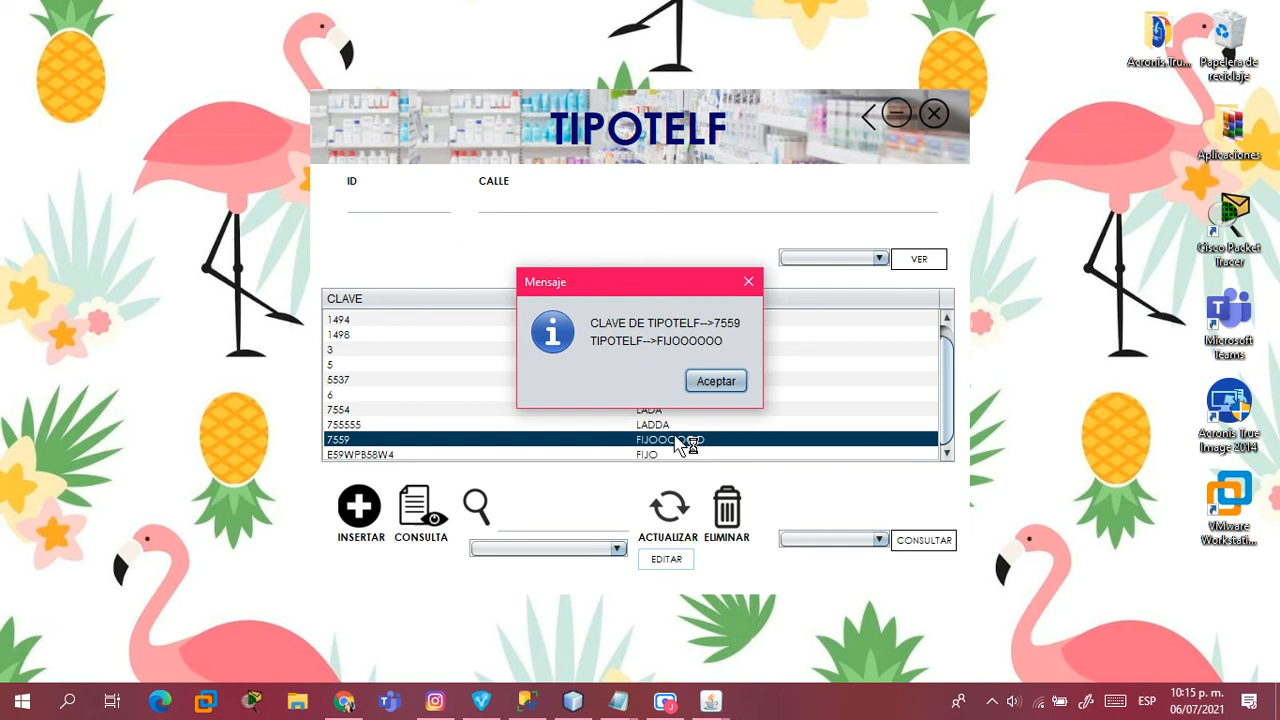 Acronis Tru...
Papelera de
reciclaje
TIPOTELF
Aplicaciones
ID
CALLE
Cisco Packet
Tracer
VER
Mensaje
CLAVE
CLAVE DE TIPOTELF-->7559
TIPOTELF-->FIJOOOOOO
Aceptar
1494
1498
3
5
5537
6
7554 LADA
755555 LADDA
7559
E59WPB58W4 FIJO
Microsoft
Teams
Acronis True
Image 2014
INSERTAR
CONSULTA
ACTUALIZAR
ELIMINAR
CONSULTAR
EDITAR
VMware
Workstati...
ESP
10:15 p. m.
06/07/2021